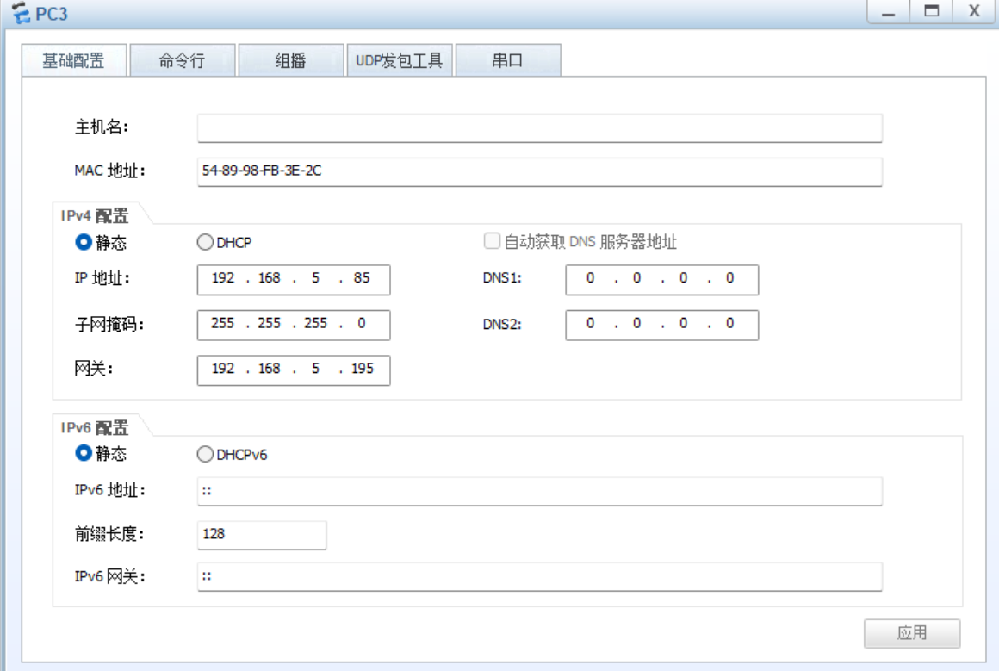 PC3
基础配置 命令行 组播 UDP发包工具 串口
主机名：
MAC 地址： 54-89-98-FB-3E-2C
IPv4 配置
静态 DHCP 自动获取 DNS 服务器地址
IP 地址： 192 . 168 . 5 . 85 DNS1: 0 . 0 . 0 . 0
子网掩码： 255 . 255 . 255 . 0 DNS2: 0 . 0 . 0 . 0
网关： 192 . 168 . 5 . 195
IPv6 配置
静态 DHCPv6
IPv6 地址： ::
前缀长度： 128
IPv6 网关： ::
应用